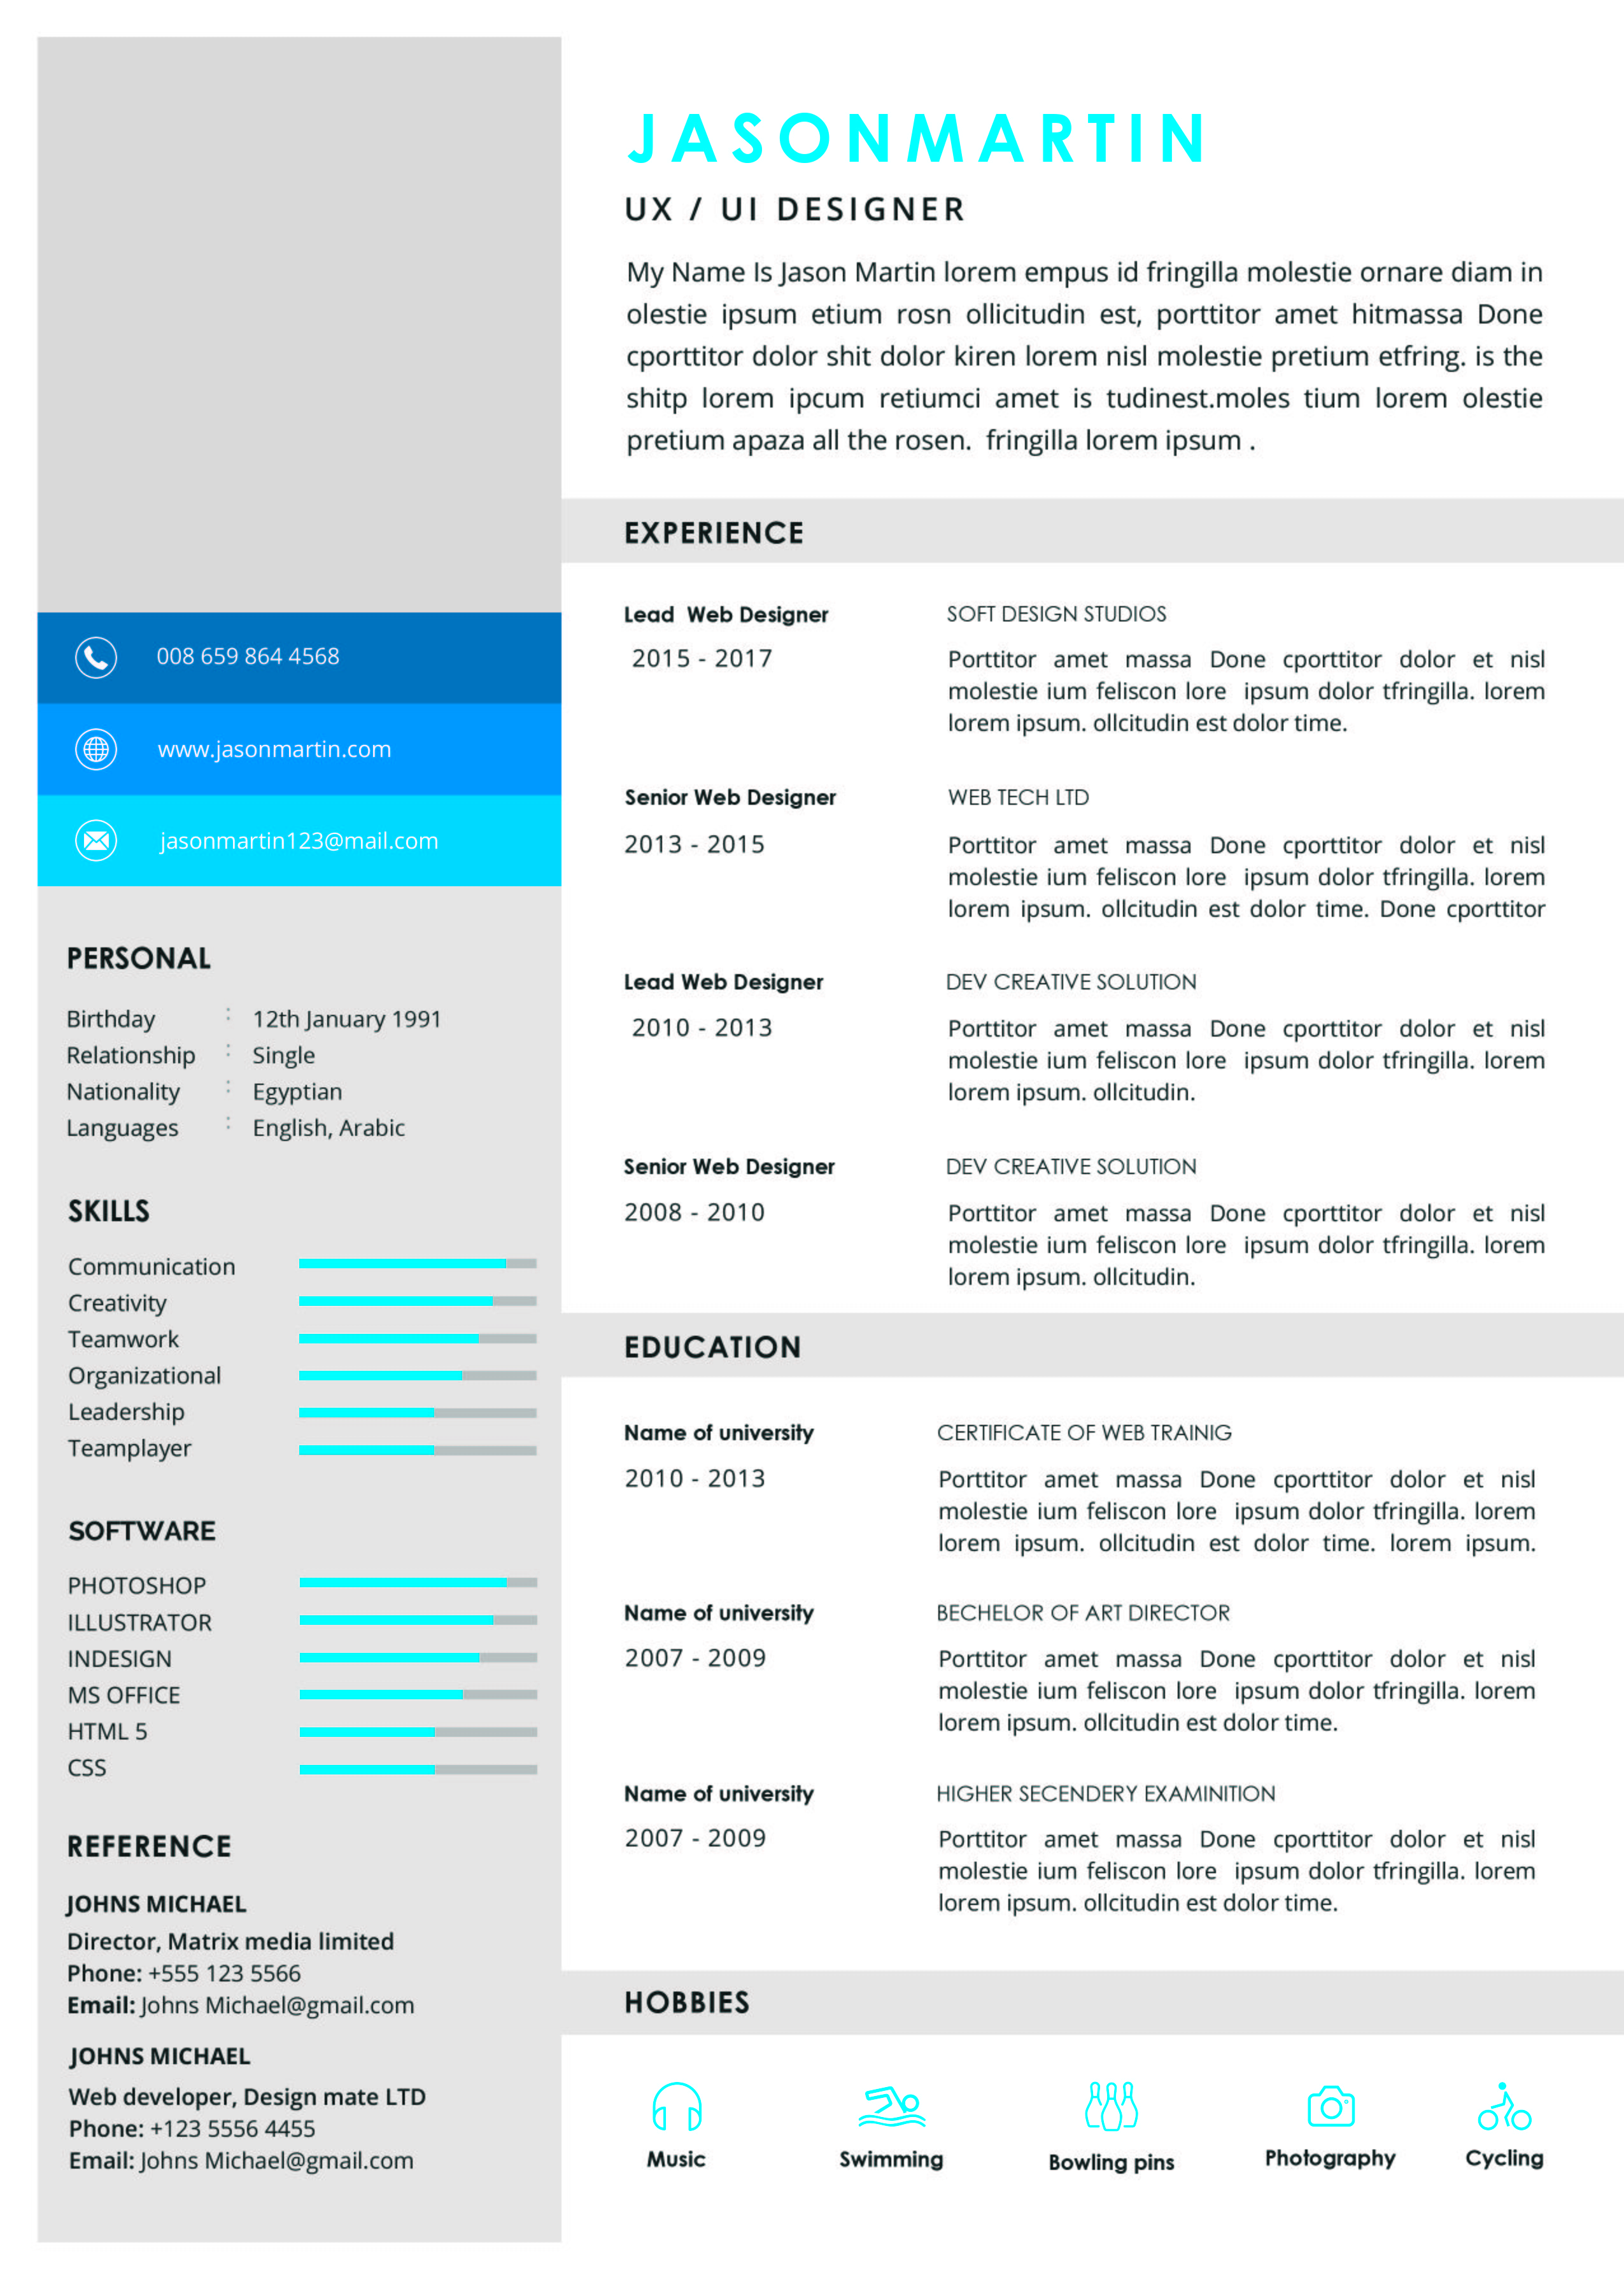 JASONMARTIN
UX / UI DESIGNER
My Name Is Jason Martin lorem empus id fringilla molestie ornare diam in
olestie ipsum etium rosn ollicitudin est, porttitor amet hitmassa Done
cporttitor dolor shit dolor kiren lorem nisl molestie pretium etfring. is the
shitp lorem ipcum retiumci amet is tudinest.moles tium lorem olestie
pretium apaza all the rosen. fringilla lorem ipsum .
008 659 864 4568
www.jasonmartin.com
jasonmartin123@mail.com
PERSONAL
Birthday : 12th January 1991
Relationship : Single
Nationality : Egyptian
Languages : English, Arabic
SKILLS
Communication
Creativity
Teamwork
Organizational
Leadership
Teamplayer
SOFTWARE
PHOTOSHOP
ILLUSTRATOR
INDESIGN
MS OFFICE
HTML 5
CSS
REFERENCE
JOHNS MICHAEL
Director, Matrix media limited
Phone: +555 123 5566
Email: Johns Michael@gmail.com
JOHNS MICHAEL
Web developer, Design mate LTD
Phone: +123 5556 4455
Email: Johns Michael@gmail.com
EXPERIENCE
Lead Web Designer
2015 - 2017
SOFT DESIGN STUDIOS
Porttitor amet massa Done cporttitor dolor et nisl
molestie ium feliscon lore ipsum dolor tfringilla. lorem
lorem ipsum. ollcitudin est dolor time.
Senior Web Designer
2013 - 2015
WEB TECH LTD
Porttitor amet massa Done cporttitor dolor et nisl
molestie ium feliscon lore ipsum dolor tfringilla. lorem
lorem ipsum. ollcitudin est dolor time. Done cporttitor
Lead Web Designer
2010 - 2013
DEV CREATIVE SOLUTION
Porttitor amet massa Done cporttitor dolor et nisl
molestie ium feliscon lore ipsum dolor tfringilla. lorem
lorem ipsum. ollcitudin.
Senior Web Designer
2008 - 2010
DEV CREATIVE SOLUTION
Porttitor amet massa Done cporttitor dolor et nisl
molestie ium feliscon lore ipsum dolor tfringilla. lorem
lorem ipsum. ollcitudin.
EDUCATION
Name of university
2010 - 2013
CERTIFICATE OF WEB TRAINIG
Porttitor amet massa Done cporttitor dolor et nisl
molestie ium feliscon lore ipsum dolor tfringilla. lorem
lorem ipsum. ollcitudin est dolor time. lorem ipsum.
Name of university
2007 - 2009
BECHELOR OF ART DIRECTOR
Porttitor amet massa Done cporttitor dolor et nisl
molestie ium feliscon lore ipsum dolor tfringilla. lorem
lorem ipsum. ollcitudin est dolor time.
Name of university
2007 - 2009
HIGHER SECENDERY EXAMINITION
Porttitor amet massa Done cporttitor dolor et nisl
molestie ium feliscon lore ipsum dolor tfringilla. lorem
lorem ipsum. ollcitudin est dolor time.
HOBBIES
Music
Swimming
Bowling pins
Photography
Cycling